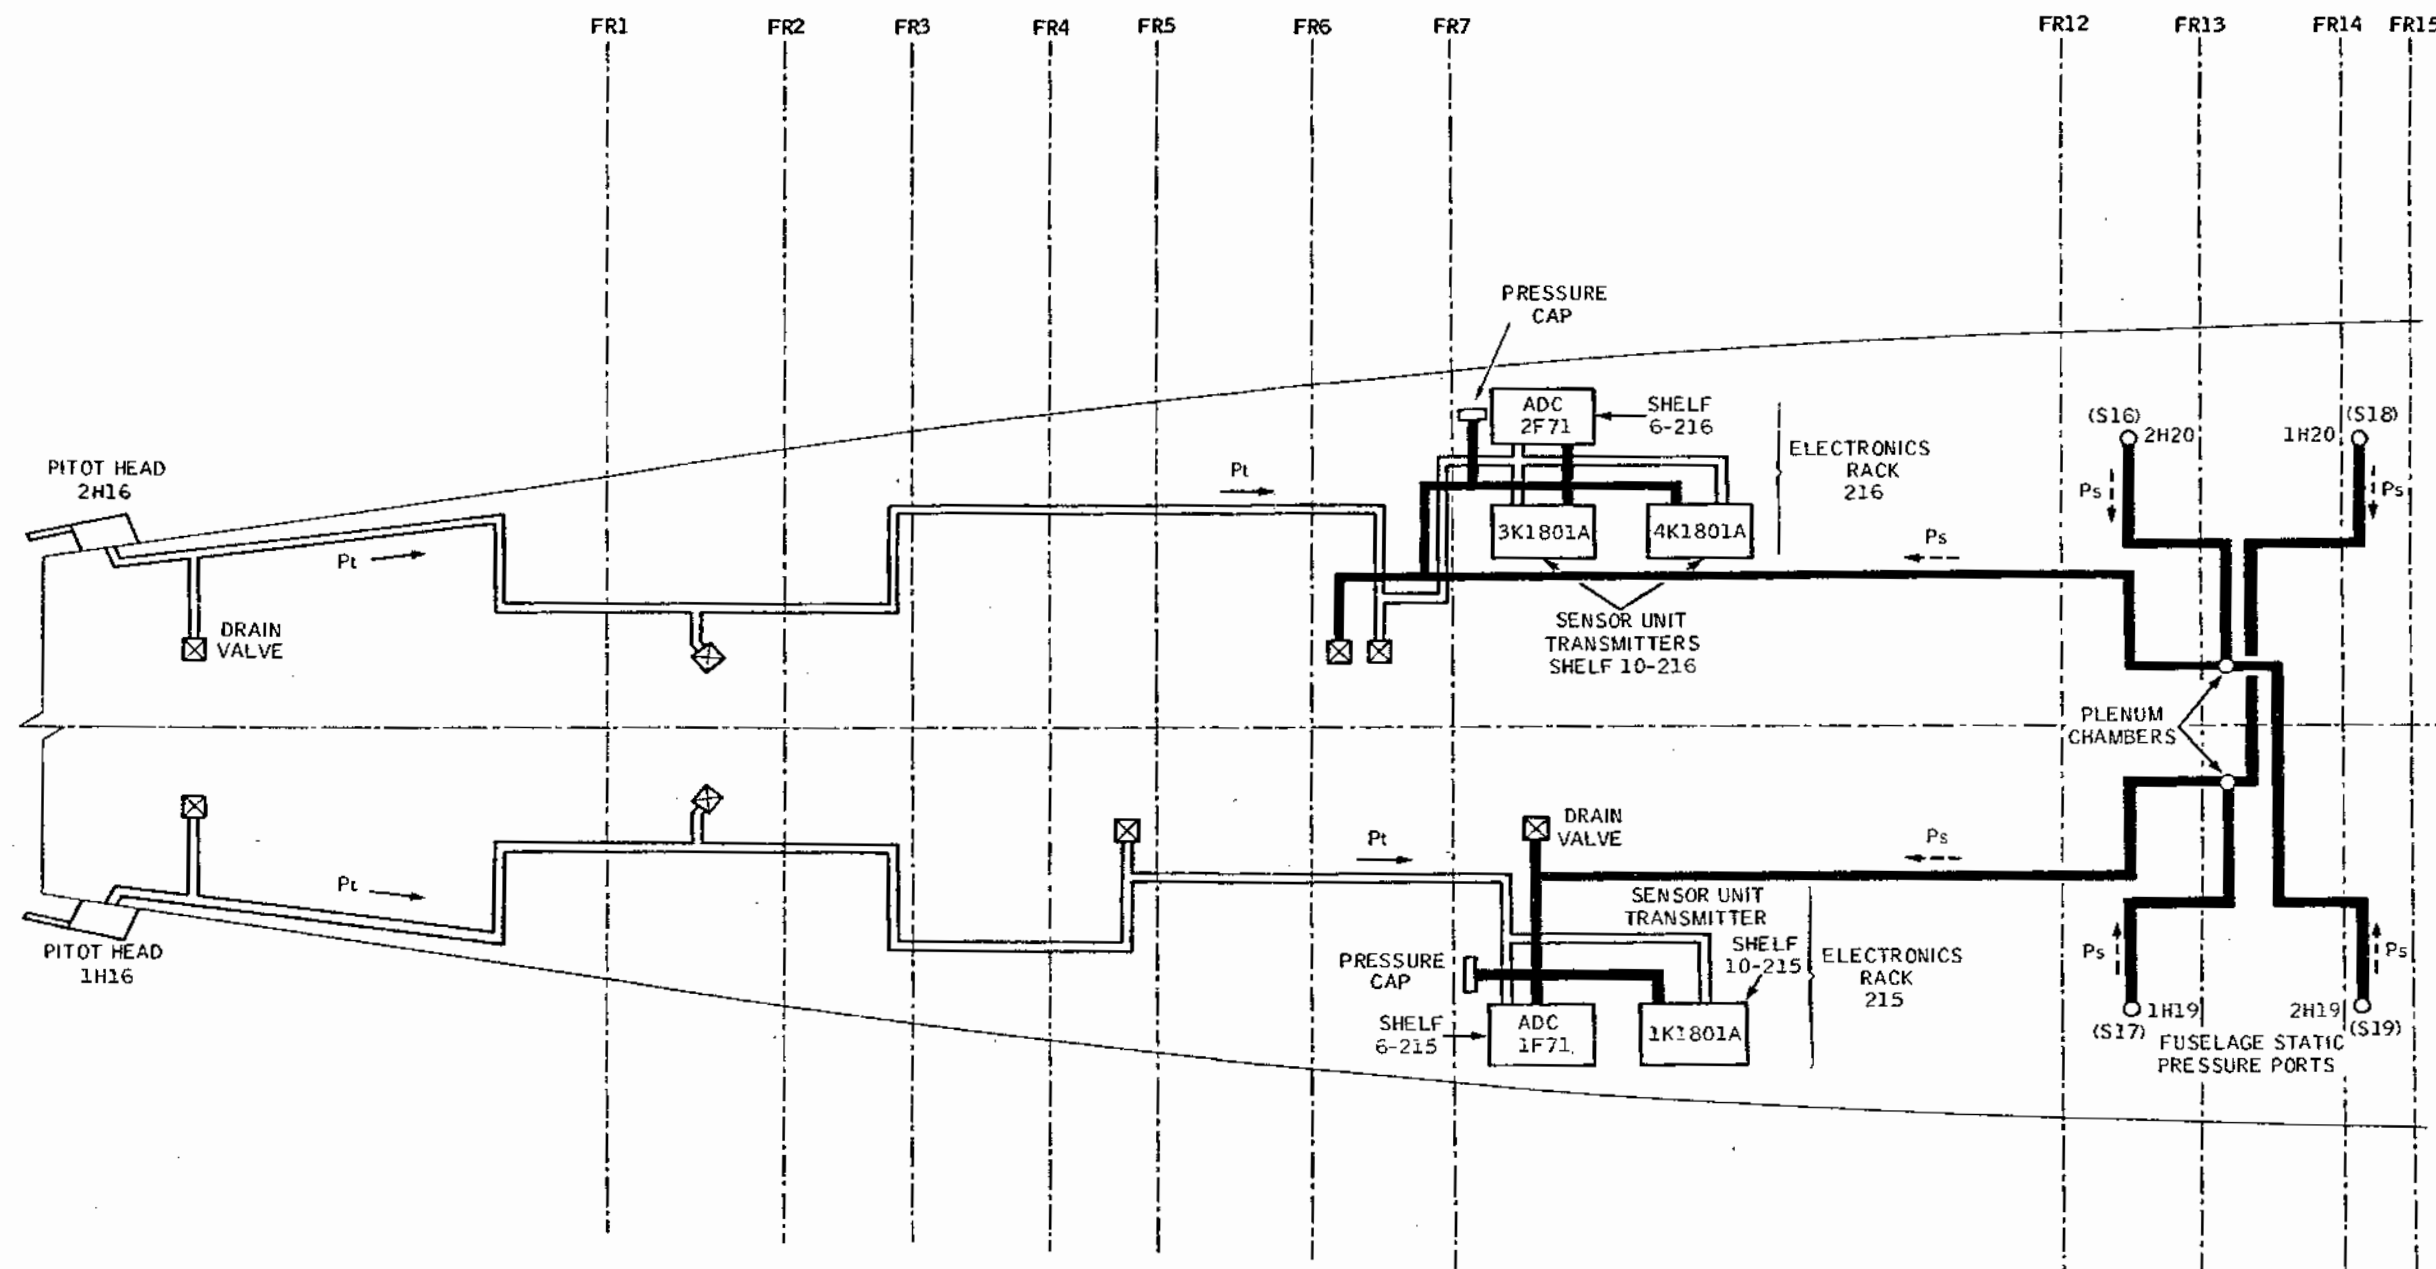 FR1 FR2 FR3 FR4 FR5 FR6 FR7 FR12 FR13 FR14 FR15
PRESSURE
CAP
ADC
2F71
SHELF
6-216
ELECTRONICS
RACK
216
(S16)
2H20
(S18)
1H20
PITOT HEAD
2H16
Pt
Pt
3K1801A
4K1801A
Ps
Ps
Ps
DRAIN
VALVE
SENSOR UNIT
TRANSMITTERS
SHELF 10-216
PLENUM
CHAMBERS
DRAIN
VALVE
Pt
Pt
Ps
SENSOR UNIT
TRANSMITTER
SHELF
10-215
ELECTRONICS
RACK
215
PITOT HEAD
1H16
PRESSURE
CAP
Ps
Ps
SHELF
6-215
ADC
1F71
1K1801A
1H19
(S17)
2H19
(S19)
FUSELAGE STATIC
PRESSURE PORTS